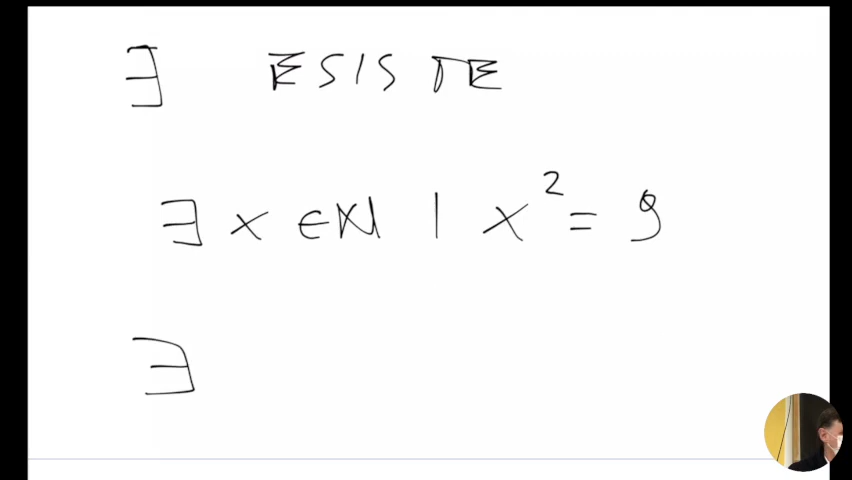 ∃ ESISTE
∃ x ∈ ℕ | x² = 9
∃